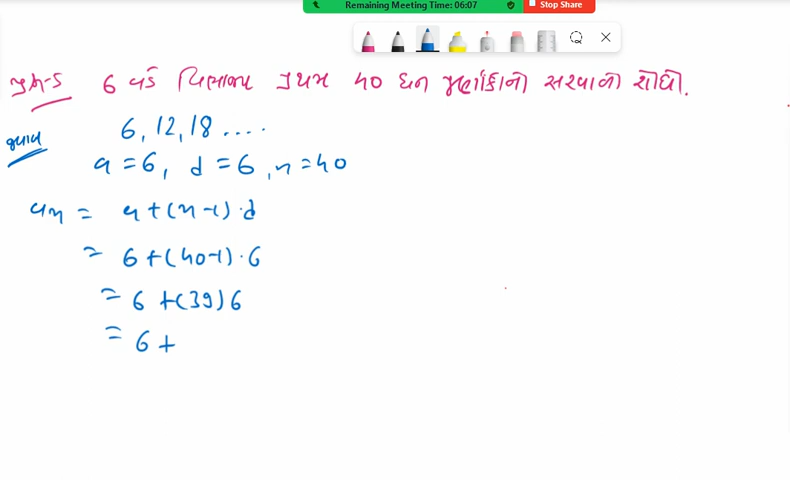 Remaining Meeting Time: 06:07 Stop Share
પ્રશ્ન-5 6 વડે વિભાજ્ય પ્રથમ 40 ધન પૂર્ણાંકોનો સરવાળો શોધો.
જવાબ 6, 12, 18 ....
a = 6, d = 6, n = 40
an = a + (n-1)·d
= 6 + (40-1)·6
= 6 + (39)6
= 6 +